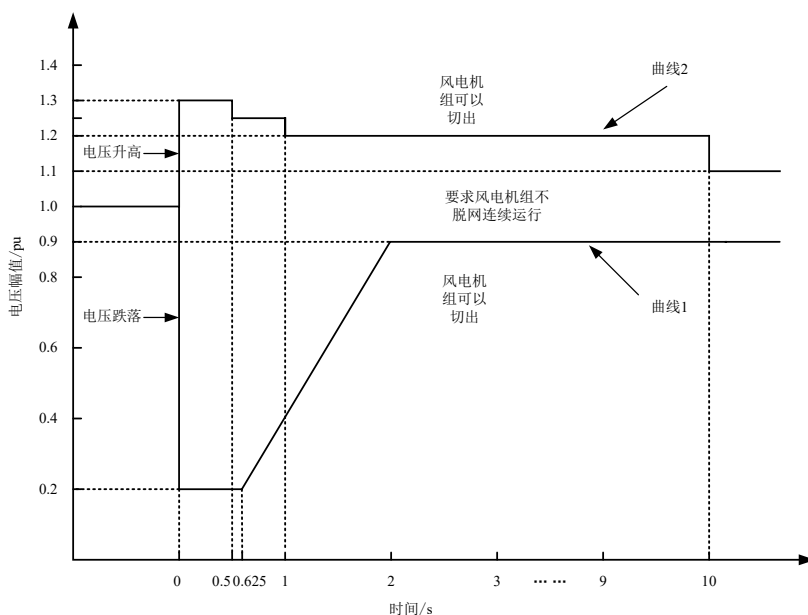 1.4
1.3
1.2
1.1
1.0
0.9
0.8
0.6
0.4
0.2
电压幅值/pu
电压升高
电压跌落
风电机
组可以
切出
曲线2
要求风电机组不
脱网连续运行
风电机
组可以
切出
曲线1
0
0.5
0.625
1
2
3
... ...
9
10
时间/s